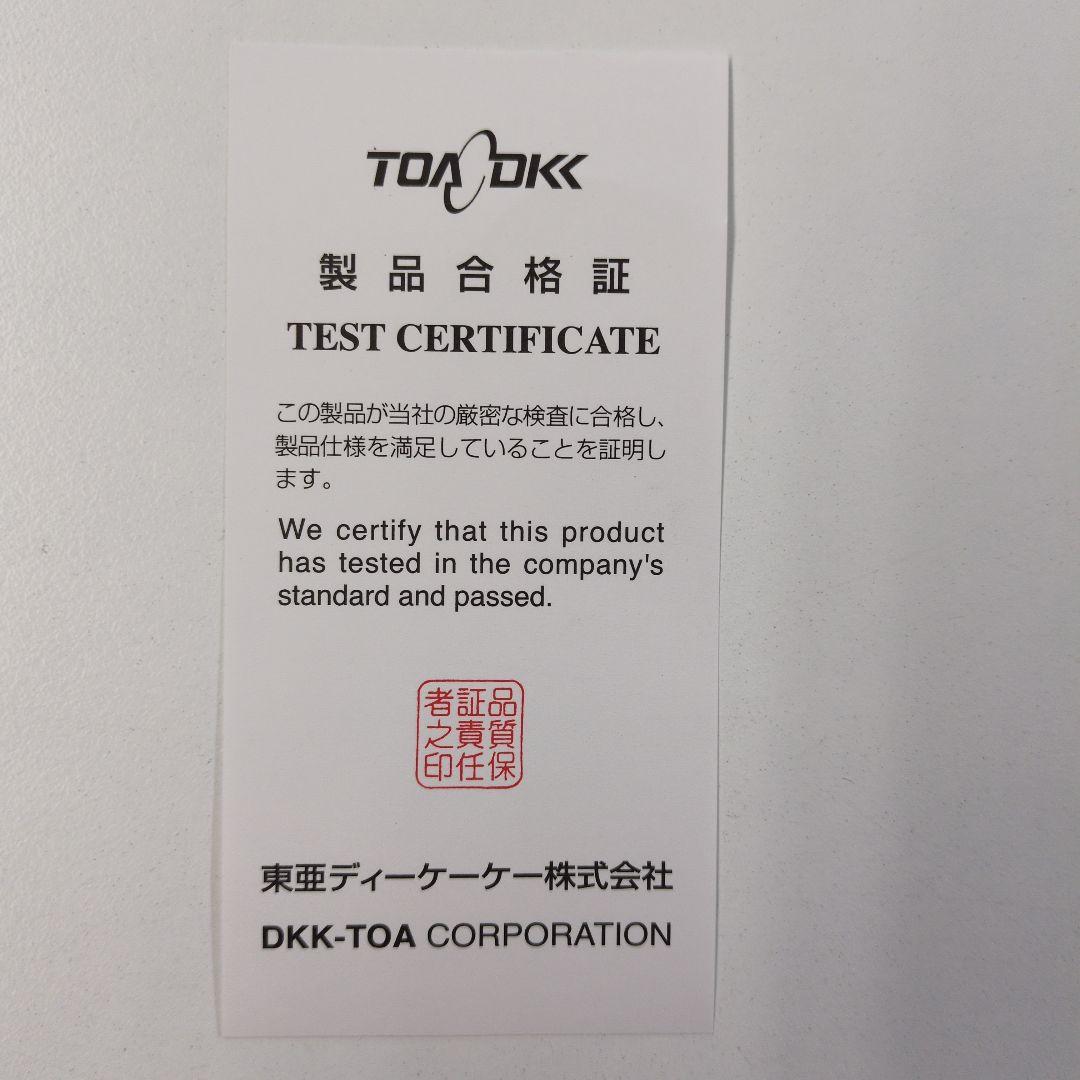 TOA DKK
製品合格証
TEST CERTIFICATE
この製品が当社の厳密な検査に合格し、
製品仕様を満足していることを証明し
ます。
We certify that this product
has tested in the company's
standard and passed.
品質保
証責任
者之印
東亜ディーケーケー株式会社
DKK-TOA CORPORATION